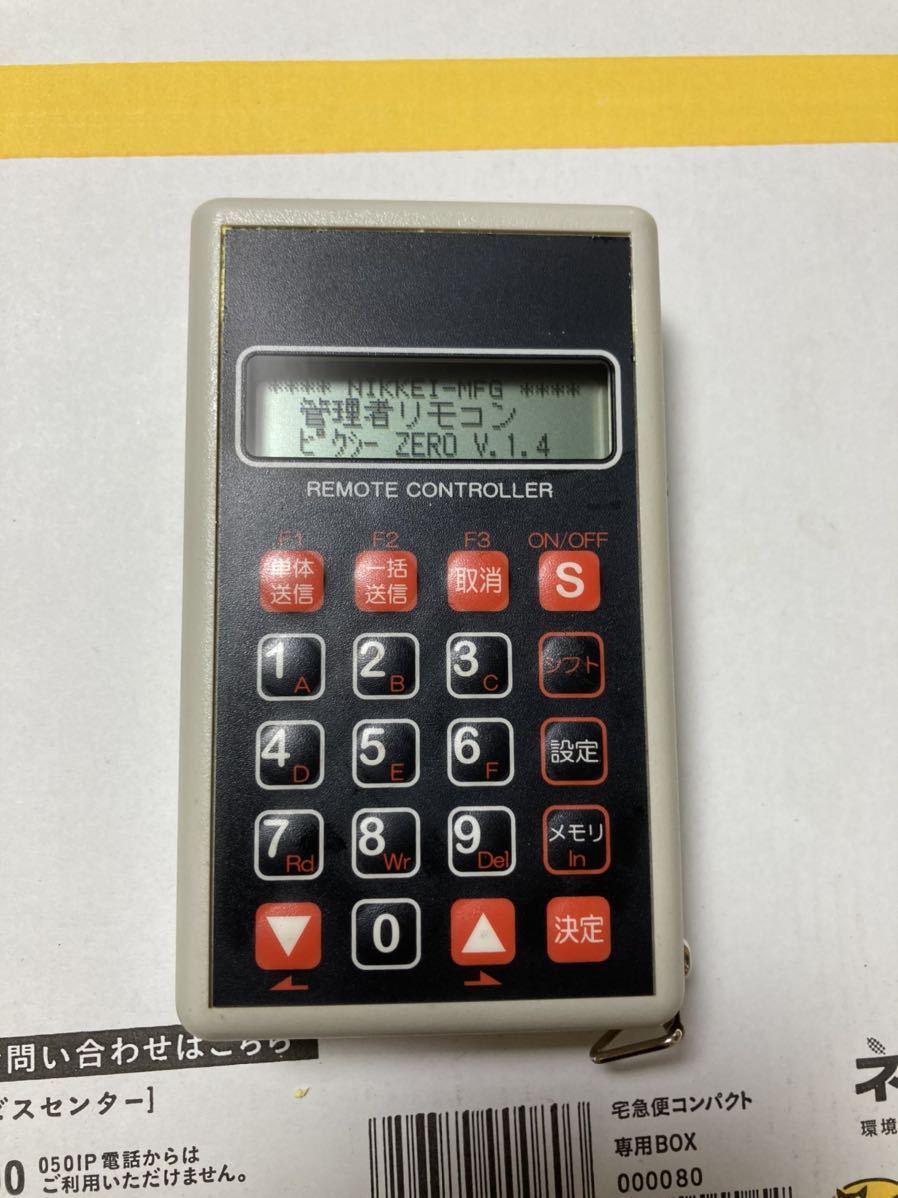 **** NIKKEI-MFG ****
管理者リモコン
ピクシー ZERO V.1.4
REMOTE CONTROLLER
F1 F2 F3 ON/OFF
単体送信 一括送信 取消 S
1 A 2 B 3 C シフト
4 D 5 E 6 F 設定
7 Rd 8 Wr 9 Del メモリ In
▼ 0 ▲ 決定
問い合わせはこちら
ビスセンター]
050IP電話からは
ご利用いただけません。
宅急便コンパクト
専用BOX
000080
ネ
環境